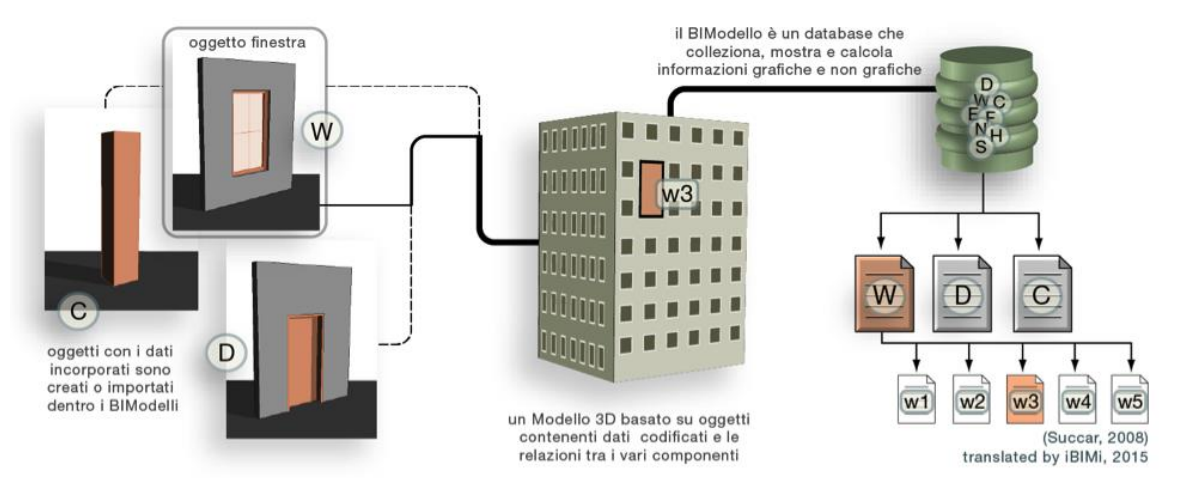 oggetto finestra
W
C
oggetti con i dati
incorporati sono
creati o importati
dentro i BIModelli
D
il BIModello è un database che
colleziona, mostra e calcola
informazioni grafiche e non grafiche
w3
un Modello 3D basato su oggetti
contenenti dati codificati e le
relazioni tra i vari componenti
D
W C
E F
N H
S
W D C
w1 w2 w3 w4 w5
(Succar, 2008)
translated by iBIMi, 2015